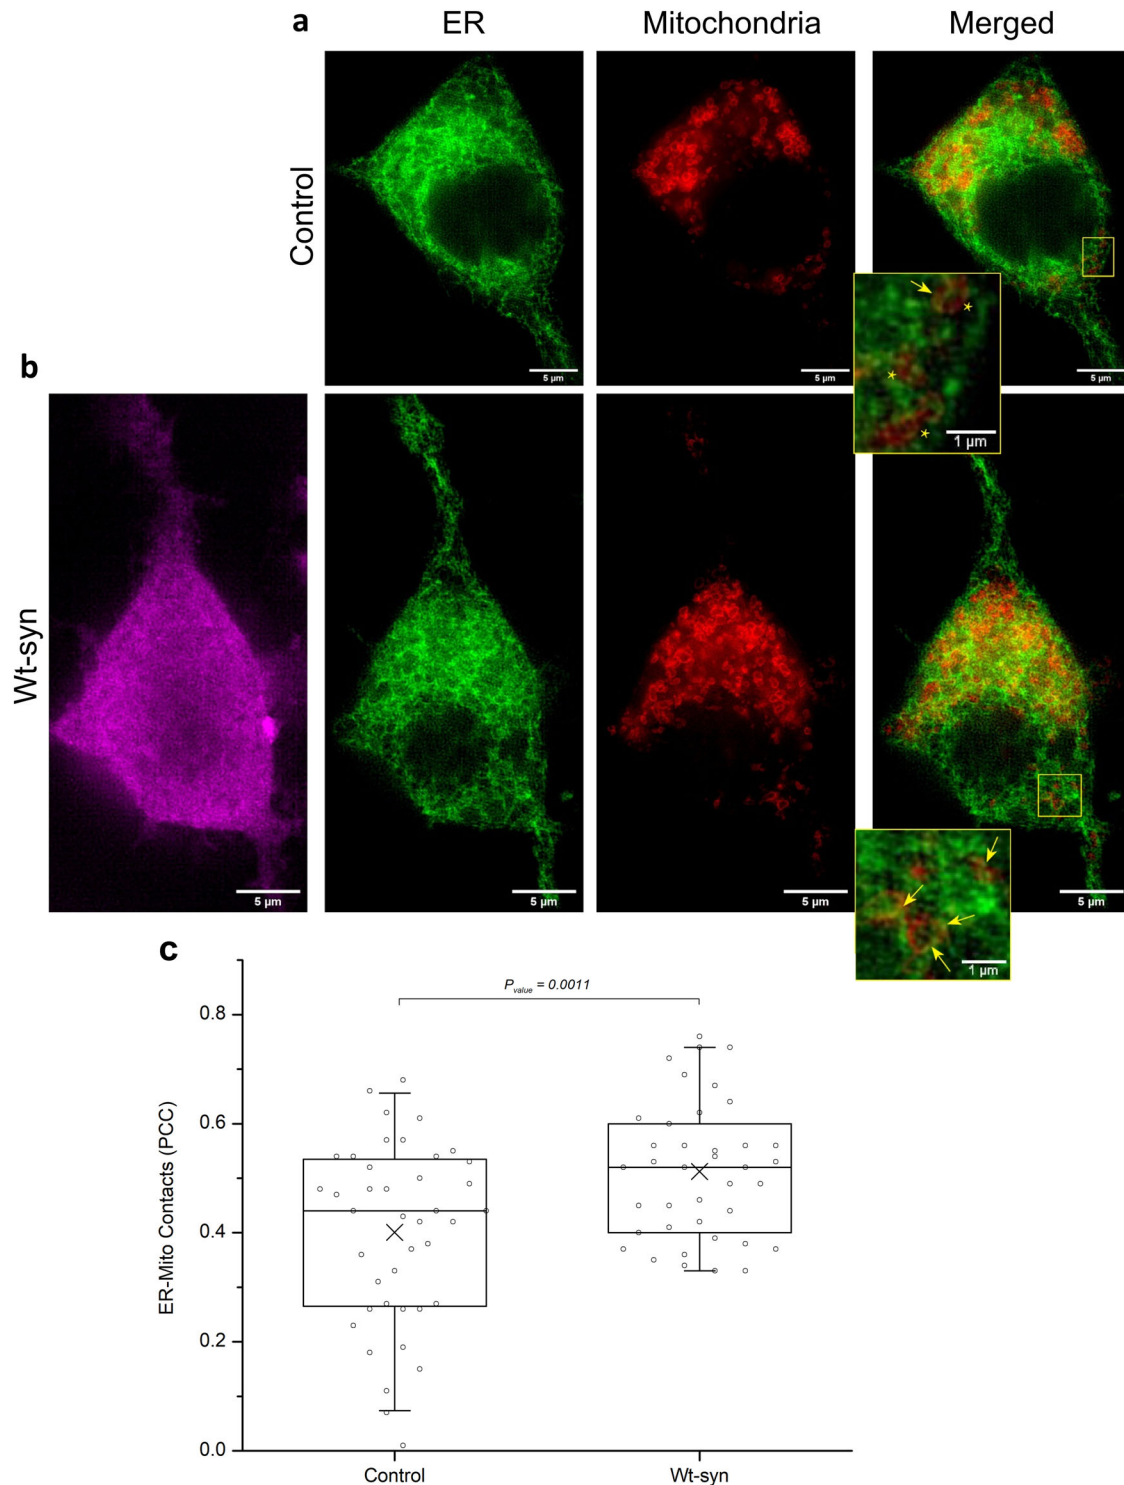 a
ER
Mitochondria
Merged
Control
5 µm
5 µm
5 µm
*
*
*
1 µm
b
Wt-syn
5 µm
5 µm
5 µm
5 µm
1 µm
c
P value = 0.0011
ER-Mito Contacts (PCC)
0.8
0.6
0.4
0.2
0.0
Control
Wt-syn